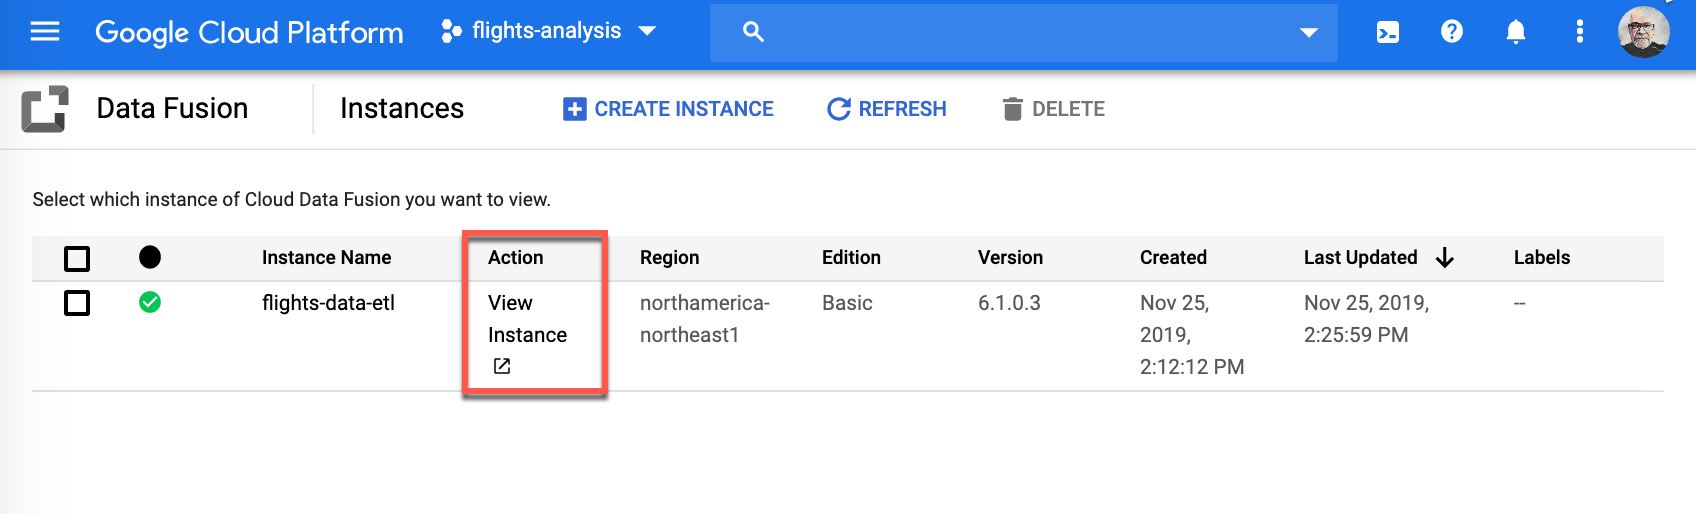 Google Cloud Platform flights-analysis
Data Fusion Instances CREATE INSTANCE REFRESH DELETE
Select which instance of Cloud Data Fusion you want to view.
Instance Name Action Region Edition Version Created Last Updated Labels
flights-data-etl View northamerica- Basic 6.1.0.3 Nov 25, Nov 25, 2019, --
Instance northeast1 2019, 2:25:59 PM
2:12:12 PM